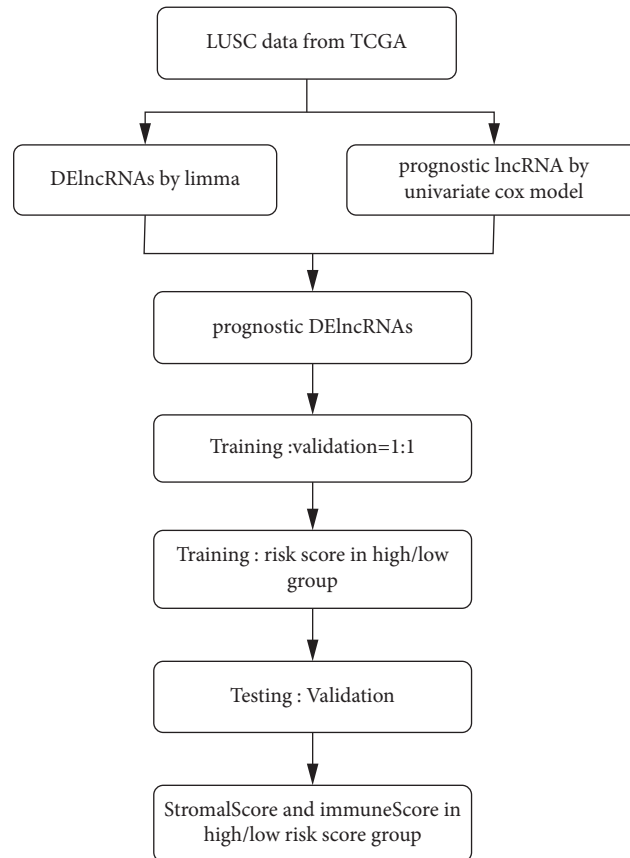 LUSC data from TCGA
DElncRNAs by limma
prognostic lncRNA by
univariate cox model
prognostic DElncRNAs
Training :validation=1:1
Training : risk score in high/low
group
Testing : Validation
StromalScore and immuneScore in
high/low risk score group